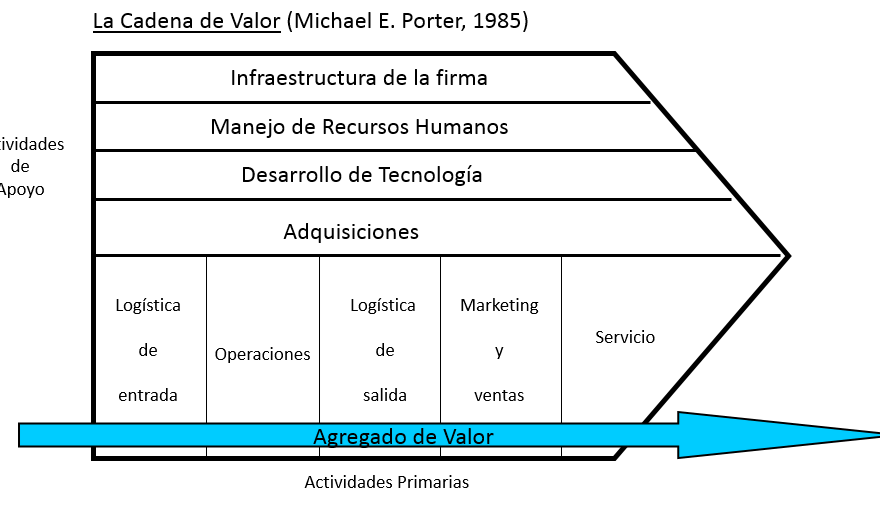 La Cadena de Valor (Michael E. Porter, 1985)
Infraestructura de la firma
Manejo de Recursos Humanos
Desarrollo de Tecnología
Adquisiciones
tividades
de
Apoyo
Logística
de
entrada
Operaciones
Logística
de
salida
Marketing
y
ventas
Servicio
Agregado de Valor
Actividades Primarias